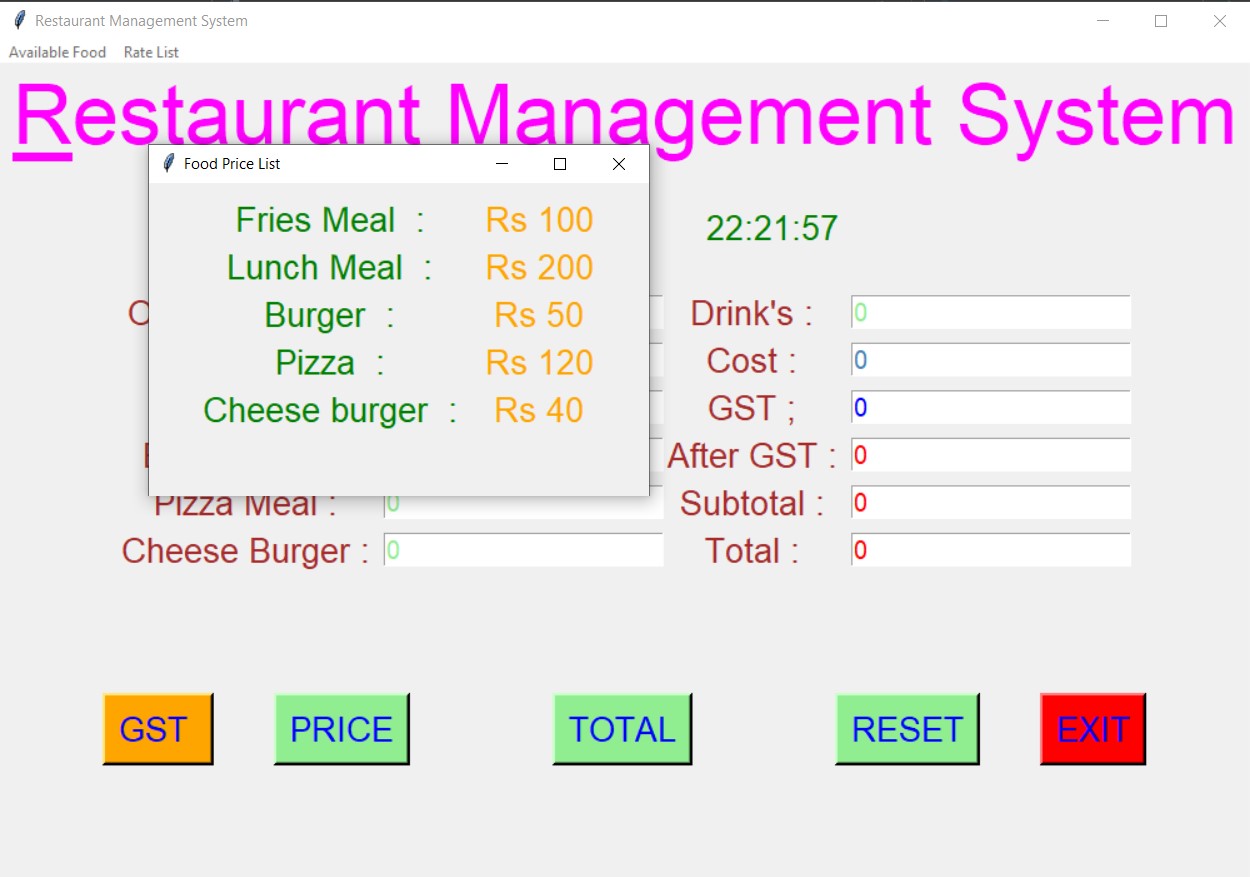 Restaurant Management System
Available Food Rate List
Restaurant Management System
Food Price List
Fries Meal : Rs 100
Lunch Meal : Rs 200
Burger : Rs 50
Pizza : Rs 120
Cheese burger : Rs 40
22:21:57
Drink's : 0
Cost : 0
GST ; 0
After GST : 0
Pizza Meal : 0 Subtotal : 0
Cheese Burger : 0 Total : 0
GST PRICE TOTAL RESET EXIT